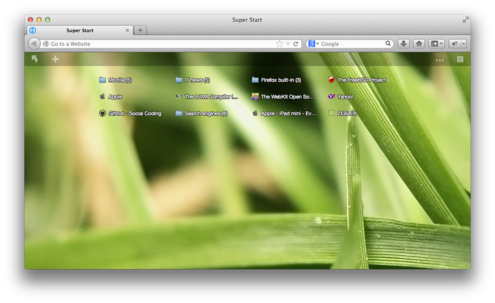 Super Start
Super Start
Go to a Website
Google
Mozilla (5)
IT news (5)
Firefox built-in (3)
The FreeBSD Project
Apple
The LLVM Compiler I...
The WebKit Open So...
Yahoo!
GitHub · Social Coding
Search engines (6)
Apple - iPad mini - Ev...